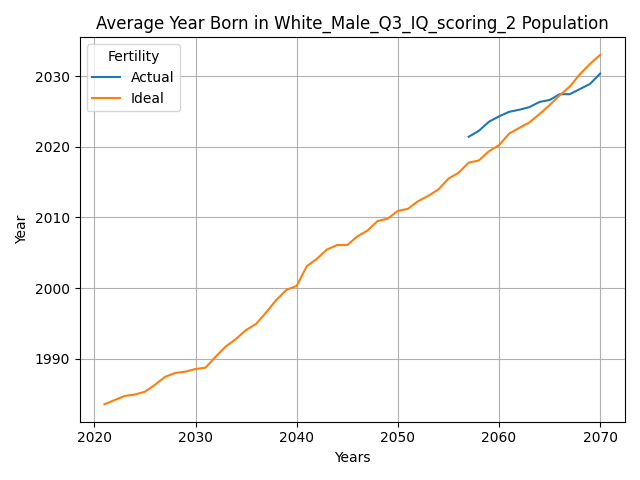 Average Year Born in White_Male_Q3_IQ_scoring_2 Population
Fertility
Actual
Ideal
Year
2030
2020
2010
2000
1990
2020 2030 2040 2050 2060 2070
Years